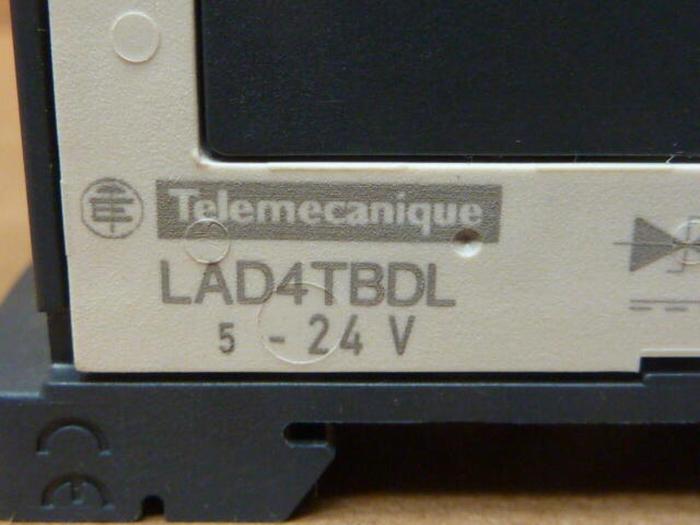 Telemecanique
LAD4TBDL
5 - 24 V